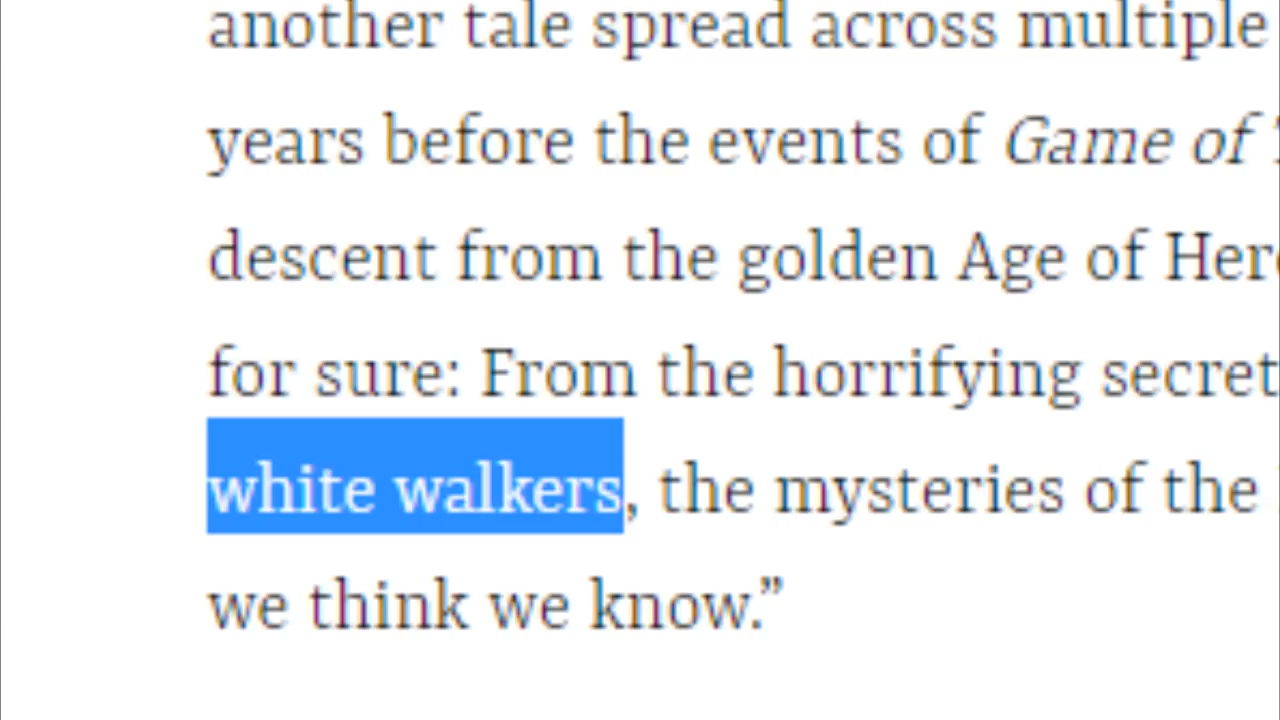 another tale spread across multiple
years before the events of Game of
descent from the golden Age of
for sure: From the horrifying secret
white walkers, the mysteries of the
we think we know.”